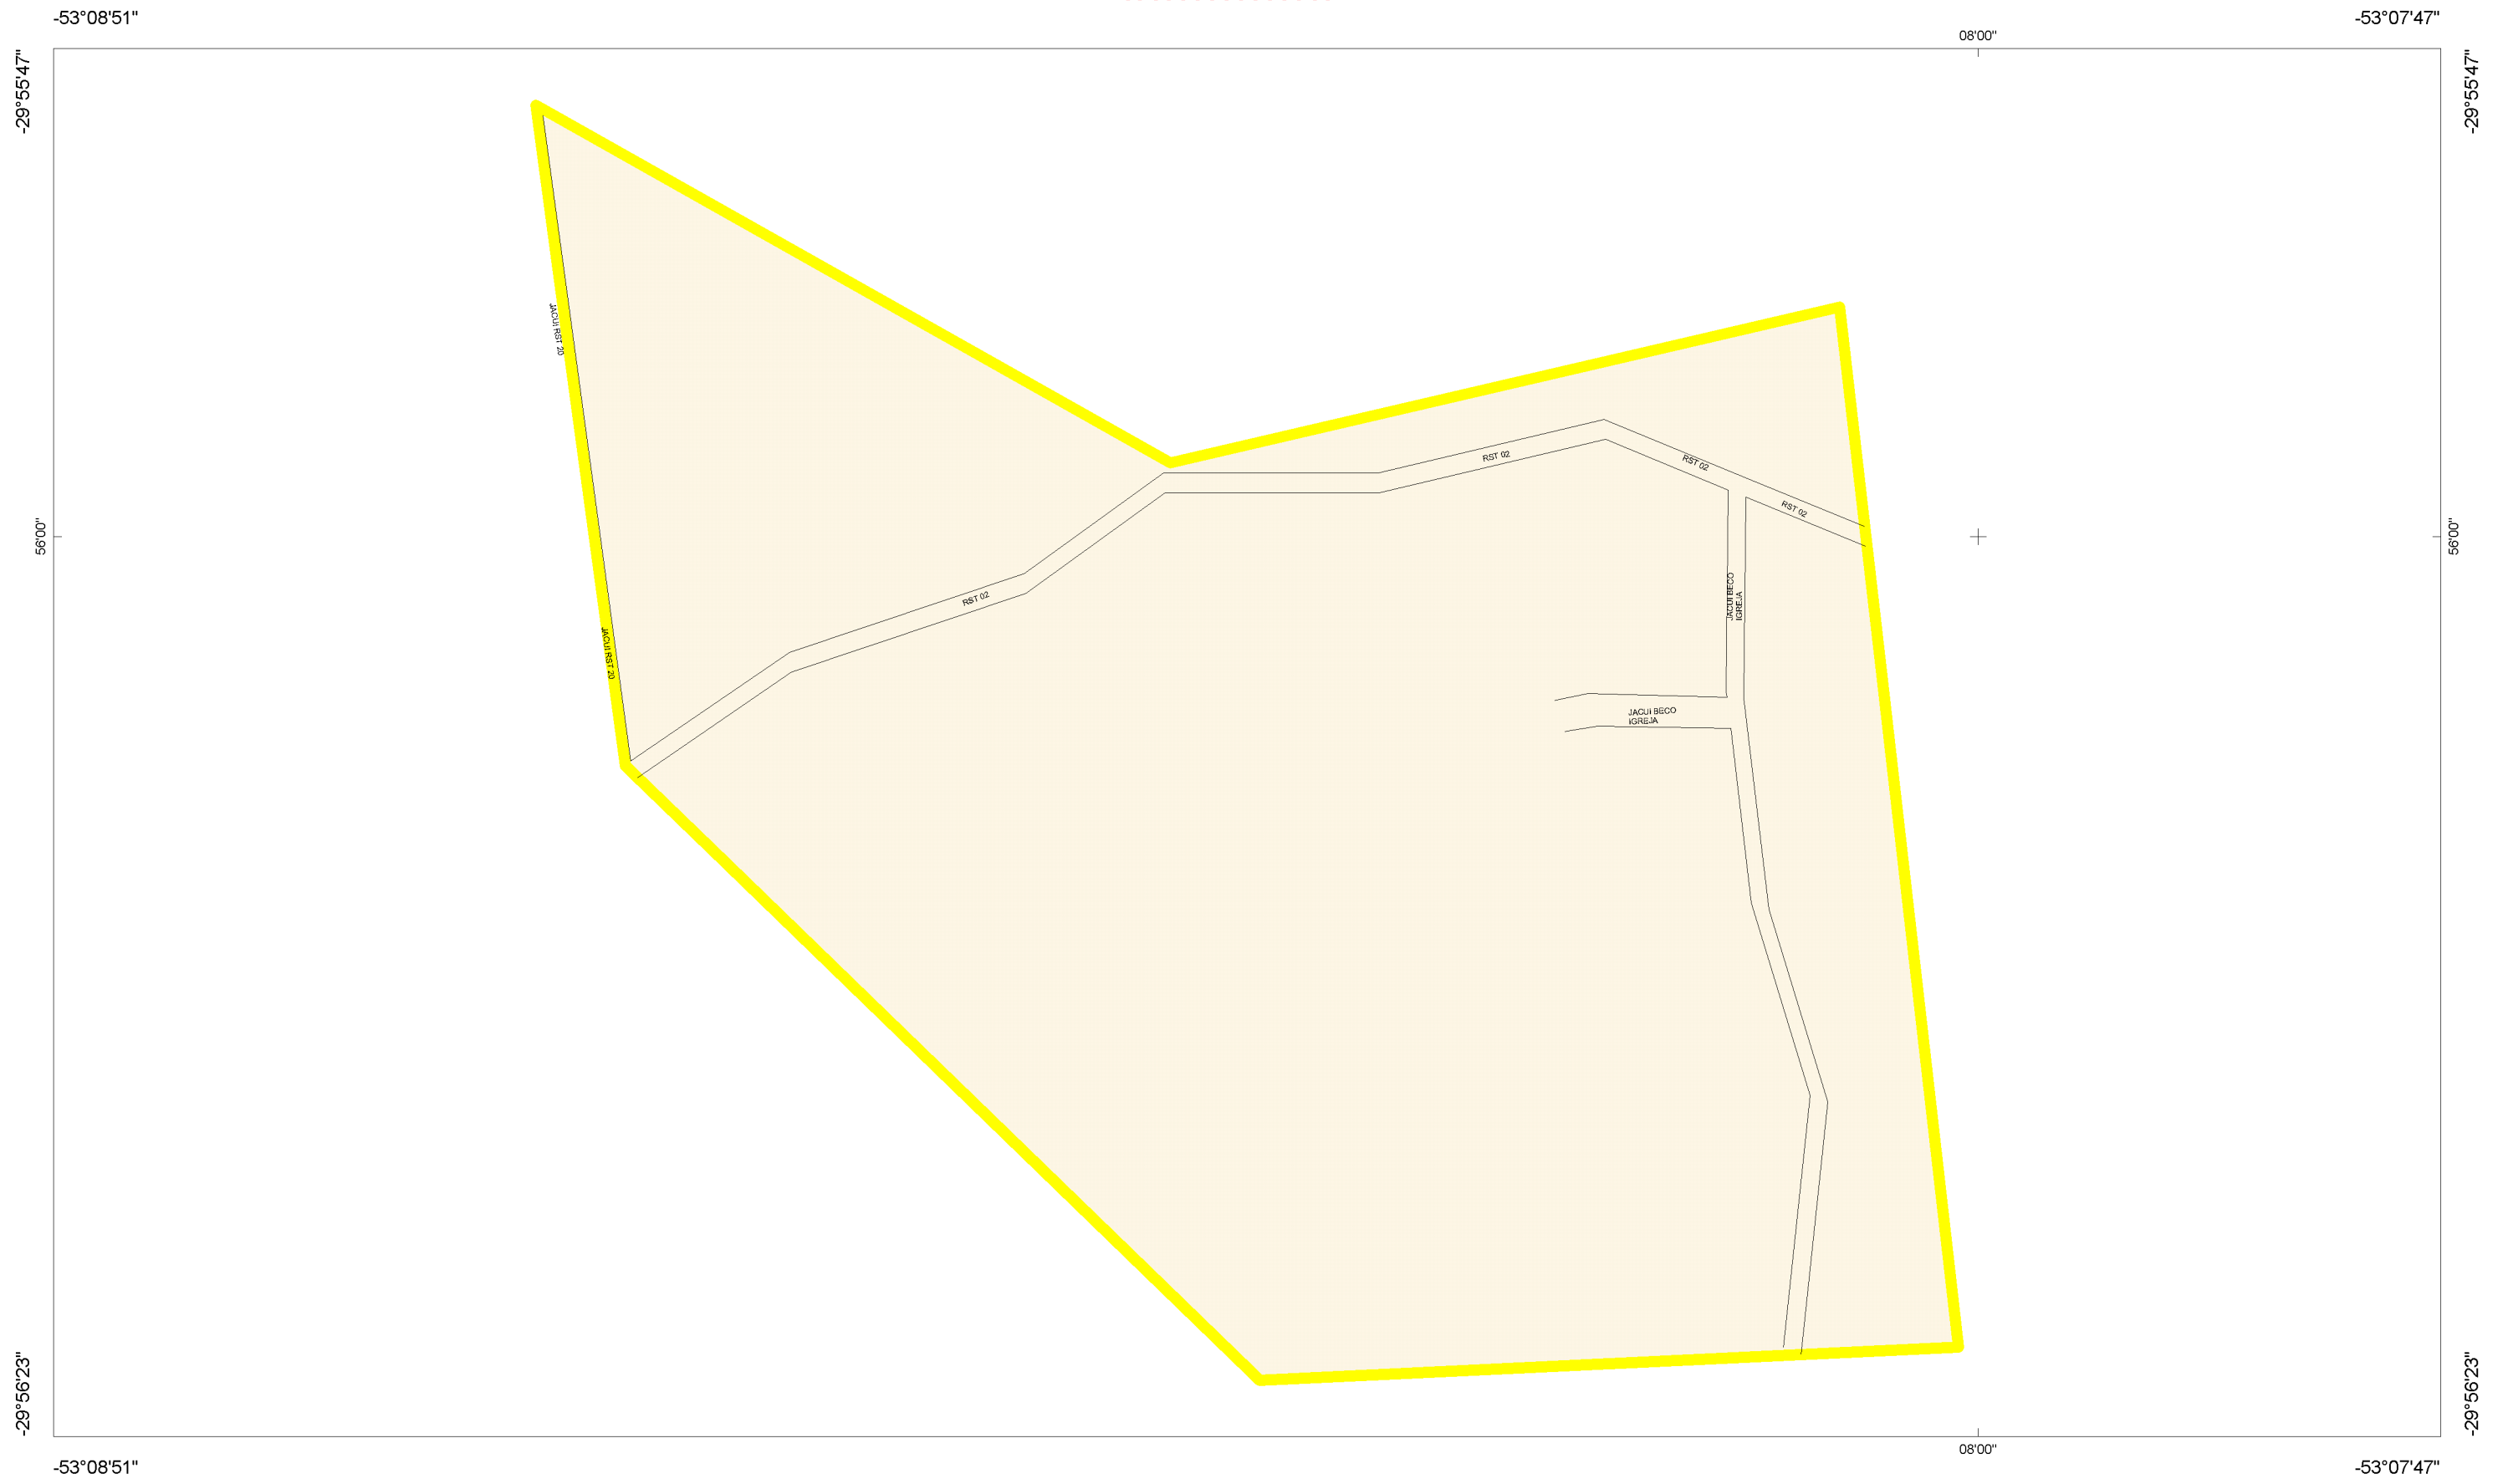 -53°08'51"
-53°07'47"
08'00"
-29°55'47"
-29°55'47"
JACUI RST 20
RST 02
RST 02
RST 02
56'00"
56'00"
RST 02
JACUI BECO
IGREJA
JACUI RST 20
JACUI BECO
IGREJA
-29°56'23"
-29°56'23"
08'00"
-53°08'51"
-53°07'47"